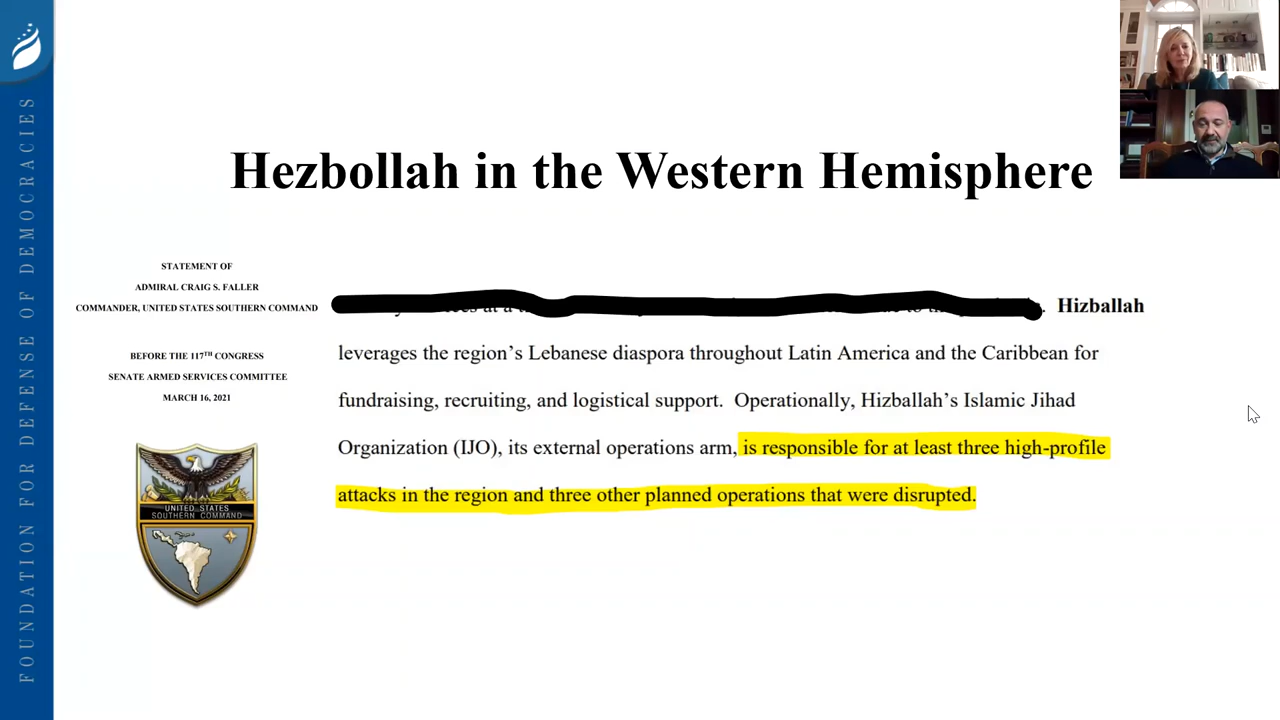 FOUNDATION FOR DEFENSE OF DEMOCRACIES
Hezbollah in the Western Hemisphere
STATEMENT OF
ADMIRAL CRAIG S. FALLER
COMMANDER, UNITED STATES SOUTHERN COMMAND
BEFORE THE 117TH CONGRESS
SENATE ARMED SERVICES COMMITTEE
MARCH 16, 2021
UNITED STATES
SOUTHERN COMMAND
Hizballah
leverages the region's Lebanese diaspora throughout Latin America and the Caribbean for
fundraising, recruiting, and logistical support. Operationally, Hizballah's Islamic Jihad
Organization (IJO), its external operations arm, is responsible for at least three high-profile
attacks in the region and three other planned operations that were disrupted.